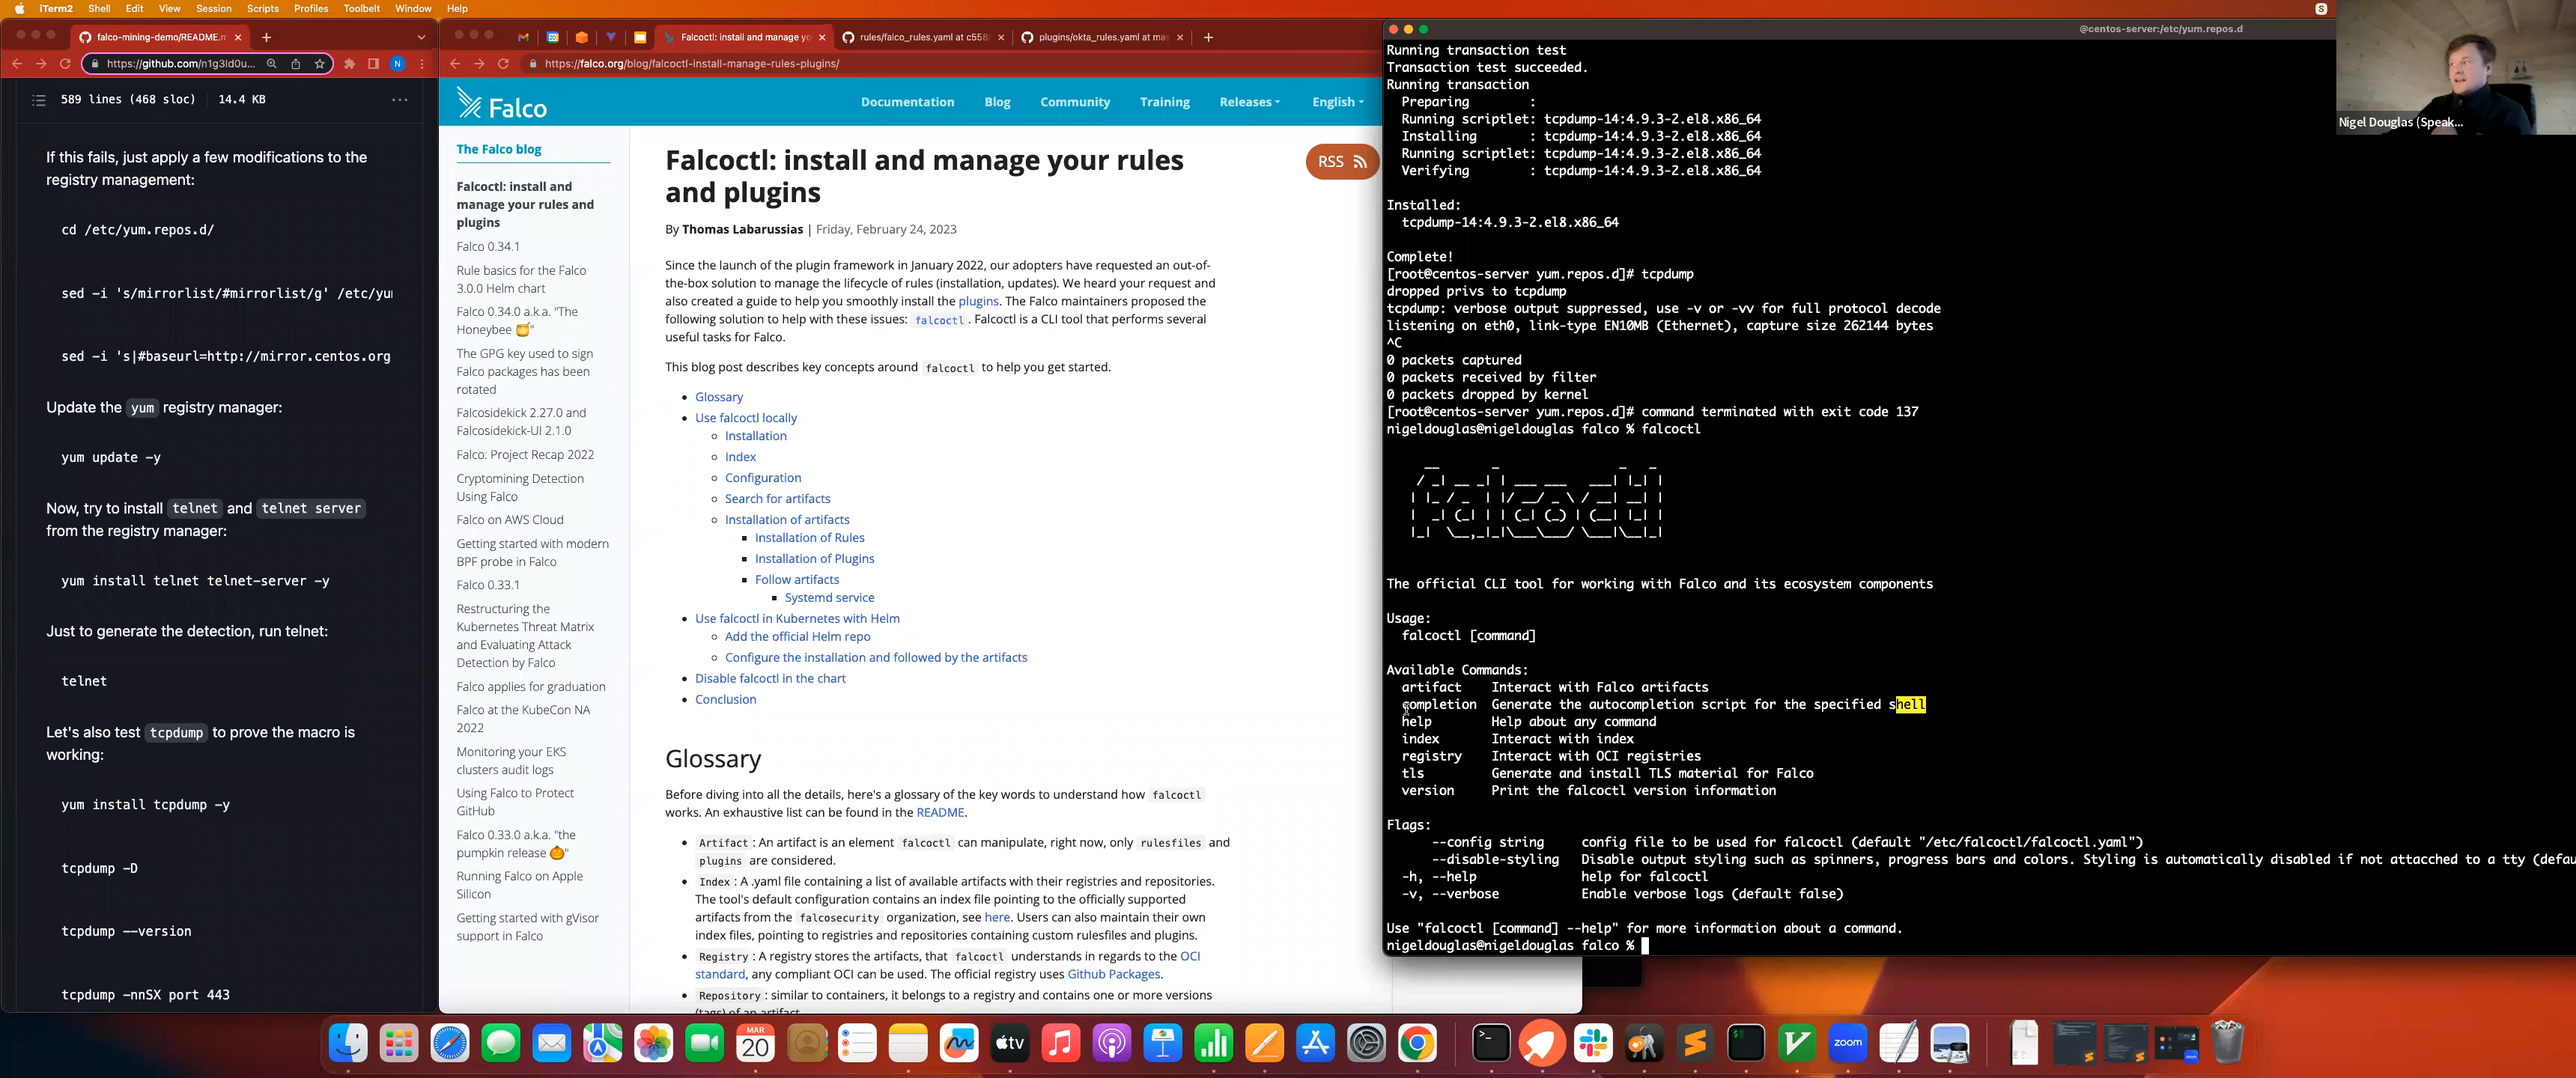 iTerm2 Shell Edit View Session Scripts Profiles Toolbelt Window Help
falco-mining-demo/README.m
https://github.com/n1g3ld0u...
589 lines (468 sloc) 14.4 KB
If this fails, just apply a few modifications to the
registry management:
cd /etc/yum.repos.d/
sed -i 's/mirrorlist/#mirrorlist/g' /etc/yu
sed -i 's|#baseurl=http://mirror.centos.org
Update the yum registry manager:
yum update -y
Now, try to install telnet and telnet server
from the registry manager:
yum install telnet telnet-server -y
Just to generate the detection, run telnet:
telnet
Let's also test tcpdump to prove the macro is
working:
yum install tcpdump -y
tcpdump -D
tcpdump --version
tcpdump -nnSX port 443
Falcoctl: install and manage yo
rules/falco_rules.yaml at c558
plugins/okta_rules.yaml at mas
https://falco.org/blog/falcoctl-install-manage-rules-plugins/
Falco
Documentation Blog Community Training Releases English
The Falco blog
Falcoctl: install and
manage your rules and
plugins
Falco 0.34.1
Rule basics for the Falco
3.0.0 Helm chart
Falco 0.34.0 a.k.a. "The
Honeybee 🍯"
The GPG key used to sign
Falco packages has been
rotated
Falcosidekick 2.27.0 and
Falcosidekick-UI 2.1.0
Falco: Project Recap 2022
Cryptomining Detection
Using Falco
Falco on AWS Cloud
Getting started with modern
BPF probe in Falco
Falco 0.33.1
Restructuring the
Kubernetes Threat Matrix
and Evaluating Attack
Detection by Falco
Falco applies for graduation
Falco at the KubeCon NA
2022
Monitoring your EKS
clusters audit logs
Using Falco to Protect
GitHub
Falco 0.33.0 a.k.a. "the
pumpkin release 🎃"
Running Falco on Apple
Silicon
Getting started with gVisor
support in Falco
Falcoctl: install and manage your rules
and plugins
RSS
By Thomas Labarussias | Friday, February 24, 2023
Since the launch of the plugin framework in January 2022, our adopters have requested an out-of-
the-box solution to manage the lifecycle of rules (installation, updates). We heard your request and
also created a guide to help you smoothly install the plugins. The Falco maintainers proposed the
following solution to help with these issues: falcoctl. Falcoctl is a CLI tool that performs several
useful tasks for Falco.
This blog post describes key concepts around falcoctl to help you get started.
Glossary
Use falcoctl locally
Installation
Index
Configuration
Search for artifacts
Installation of artifacts
Installation of Rules
Installation of Plugins
Follow artifacts
Systemd service
Use falcoctl in Kubernetes with Helm
Add the official Helm repo
Configure the installation and followed by the artifacts
Disable falcoctl in the chart
Conclusion
Glossary
Before diving into all the details, here's a glossary of the key words to understand how falcoctl
works. An exhaustive list can be found in the README.
Artifact : An artifact is an element falcoctl can manipulate, right now, only rulesfiles and
plugins are considered.
Index : A .yaml file containing a list of available artifacts with their registries and repositories.
The tool's default configuration contains an index file pointing to the officially supported
artifacts from the falcosecurity organization, see here. Users can also maintain their own
index files, pointing to registries and repositories containing custom rulesfiles and plugins.
Registry : A registry stores the artifacts, that falcoctl understands in regards to the OCI
standard, any compliant OCI can be used. The official registry uses Github Packages.
Repository : similar to containers, it belongs to a registry and contains one or more versions
(tags) of an artifact.
@centos-server:/etc/yum.repos.d
Running transaction test
Transaction test succeeded.
Running transaction
Preparing :
Running scriptlet: tcpdump-14:4.9.3-2.el8.x86_64
Installing : tcpdump-14:4.9.3-2.el8.x86_64
Running scriptlet: tcpdump-14:4.9.3-2.el8.x86_64
Verifying : tcpdump-14:4.9.3-2.el8.x86_64
Installed:
tcpdump-14:4.9.3-2.el8.x86_64
Complete!
[root@centos-server yum.repos.d]# tcpdump
dropped privs to tcpdump
tcpdump: verbose output suppressed, use -v or -vv for full protocol decode
listening on eth0, link-type EN10MB (Ethernet), capture size 262144 bytes
^C
0 packets captured
0 packets received by filter
0 packets dropped by kernel
[root@centos-server yum.repos.d]# command terminated with exit code 137
nigeldouglas@nigeldouglas falco % falcoctl
The official CLI tool for working with Falco and its ecosystem components
Usage:
falcoctl [command]
Available Commands:
artifact Interact with Falco artifacts
completion Generate the autocompletion script for the specified shell
help Help about any command
index Interact with index
registry Interact with OCI registries
tls Generate and install TLS material for Falco
version Print the falcoctl version information
Flags:
--config string config file to be used for falcoctl (default "/etc/falcoctl/falcoctl.yaml")
--disable-styling Disable output styling such as spinners, progress bars and colors. Styling is automatically disabled if not attacched to a tty (defau
-h, --help help for falcoctl
-v, --verbose Enable verbose logs (default false)
Use "falcoctl [command] --help" for more information about a command.
nigeldouglas@nigeldouglas falco %
Nigel Douglas (Speak...
MAR
20
tv
zoom